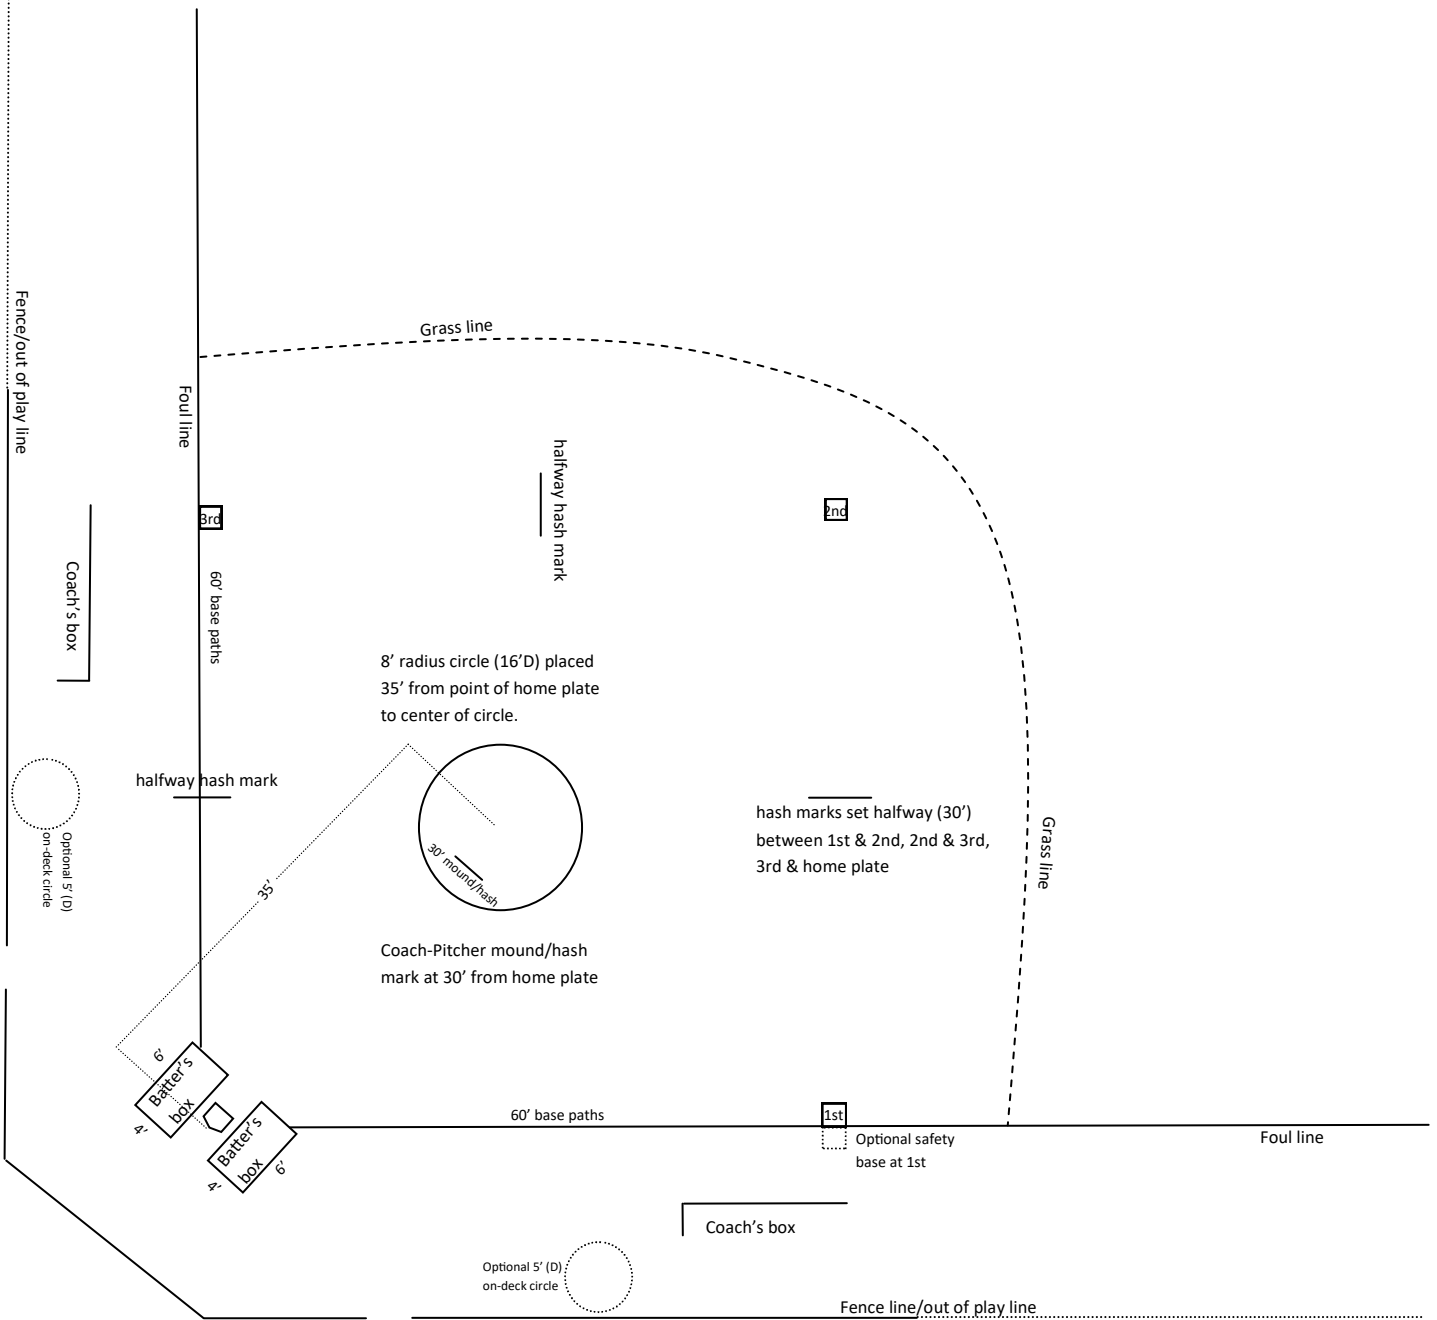 Fence/out of play line
Grass line
Foul line
halfway hash mark
3rd
2nd
Coach's box
60' base paths
8' radius circle (16'D) placed
35' from point of home plate
to center of circle.
halfway hash mark
hash marks set halfway (30')
between 1st & 2nd, 2nd & 3rd,
3rd & home plate
Grass line
Optional 5' (D)
on-deck circle
30' mound/hash
35'
Coach-Pitcher mound/hash
mark at 30' from home plate
6'
Batter's
box
4'
Batter's
box
6'
4'
60' base paths
1st
Foul line
Optional safety
base at 1st
Coach's box
Optional 5' (D)
on-deck circle
Fence line/out of play line